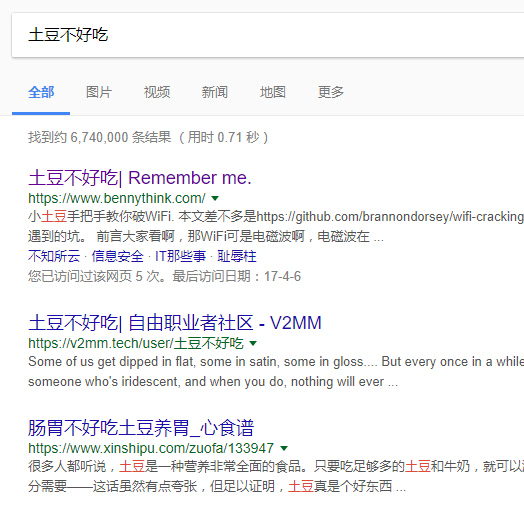 土豆不好吃
全部 图片 视频 新闻 地图 更多
找到约 6,740,000 条结果 （用时 0.71 秒）
土豆不好吃| Remember me.
https://www.bennythink.com/
小土豆手把手教你破WiFi. 本文差不多是https://github.com/brannondorsey/wifi-cracking
遇到的坑。 前言大家看啊，那WiFi可是电磁波啊，电磁波在 ...
不知所云 · 信息安全 · IT那些事 · 耻辱柱
您已访问过该网页 5 次。最后访问日期：17-4-6
土豆不好吃| 自由职业者社区 - V2MM
https://v2mm.tech/user/土豆不好吃
Some of us get dipped in flat, some in satin, some in gloss.... But every once in a while
someone who's iridescent, and when you do, nothing will ever ...
肠胃不好吃土豆养胃_心食谱
https://www.xinshipu.com/zuofa/133947
很多人都听说，土豆是一种营养非常全面的食品。只要吃足够多的土豆和牛奶，就可以
分需要——这话虽然有点夸张，但足以证明，土豆真是个好东西 ...